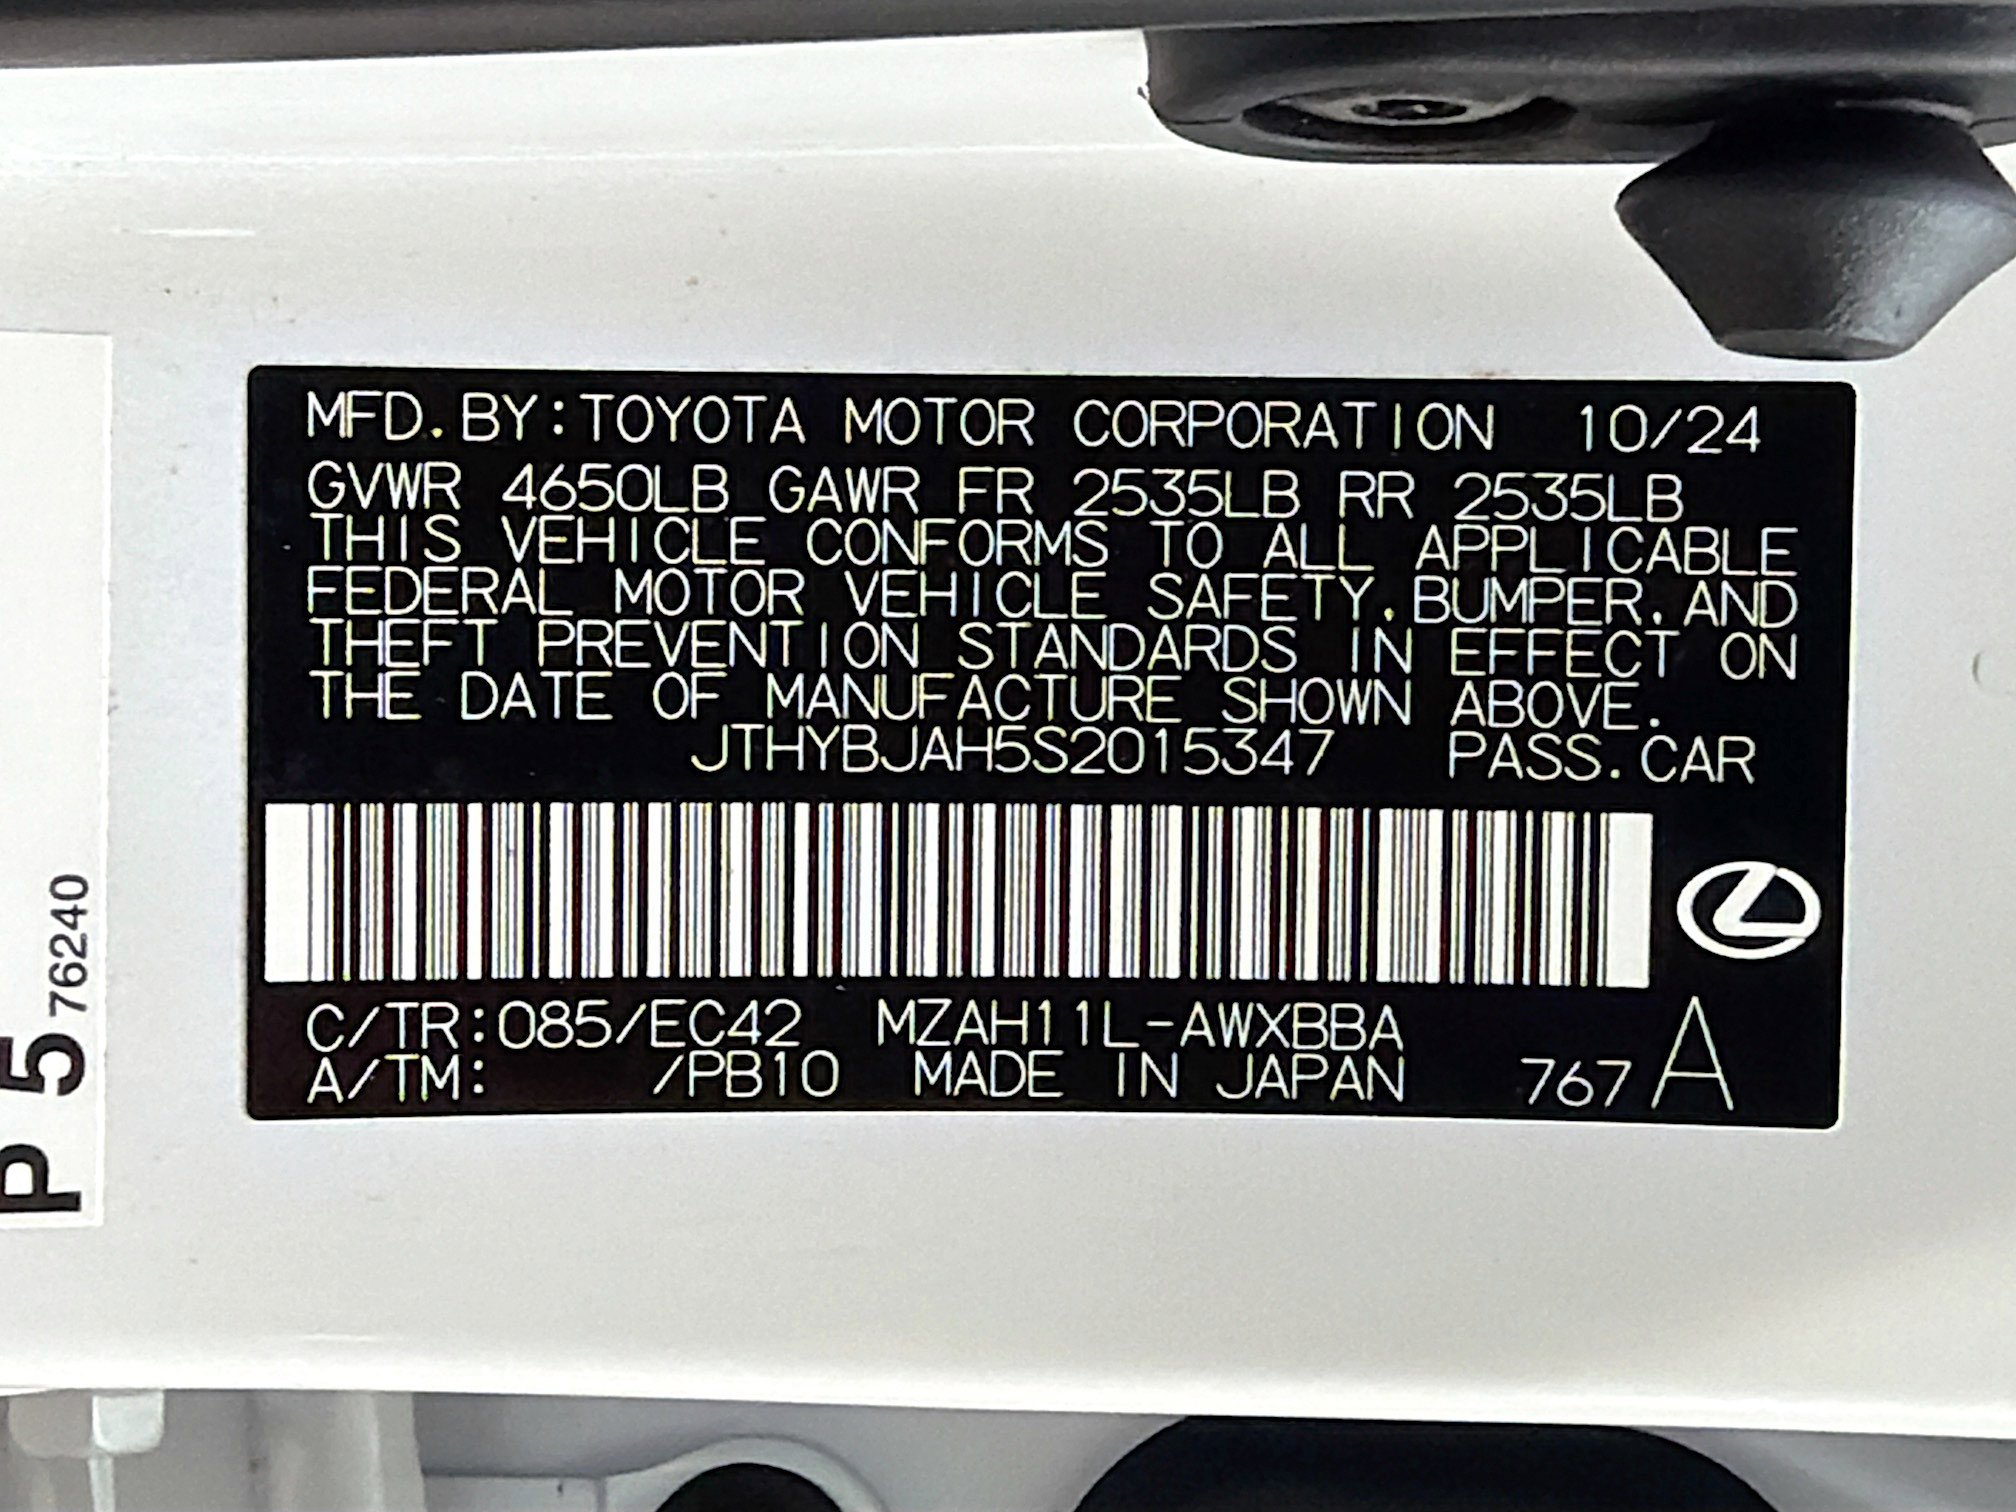 MFD. BY: TOYOTA MOTOR CORPORATION 10/24
GVWR 4650LB GAWR FR 2535LB RR 2535LB
THIS VEHICLE CONFORMS TO ALL APPLICABLE
FEDERAL MOTOR VEHICLE SAFETY, BUMPER, AND
THEFT PREVENTION STANDARDS IN EFFECT ON
THE DATE OF MANUFACTURE SHOWN ABOVE.
JTHYBJAH5S2015347 PASS. CAR
C/TR: 085/EC42 MZAH11L-AWXBBA
A/TM: /PB10 MADE IN JAPAN 767 A
P 5 76240